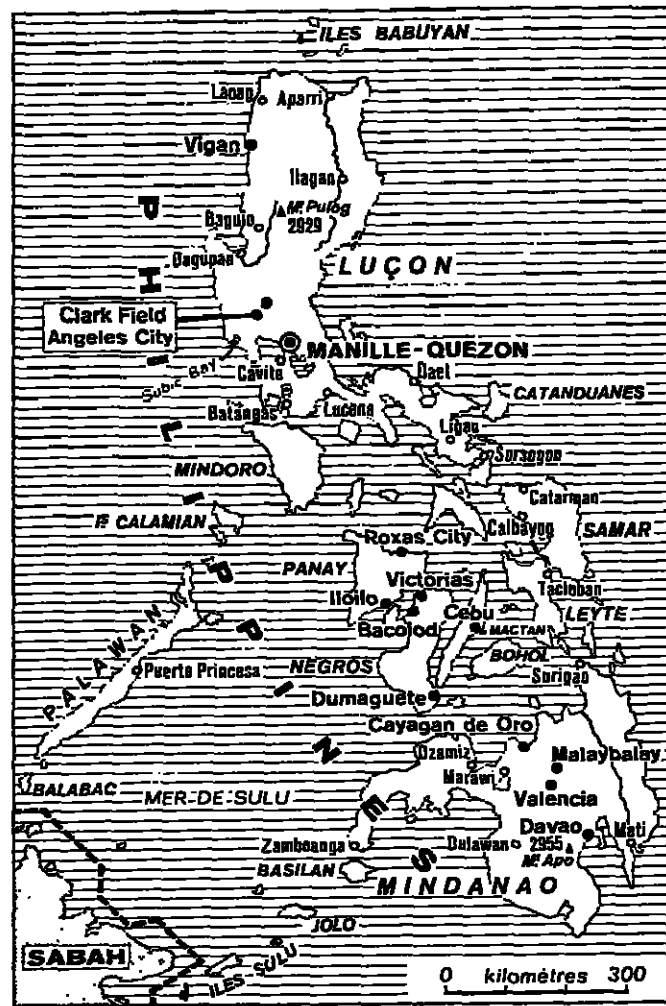 ILES BABUYAN
Laoag
Aparri
Vigan
Ilagan
Mt Pulog
2929
Baguio
Dagupan
LUÇON
Clark Field
Angeles City
MANILLE-QUEZON
Subic Bay
Cavite
Daet
CATANDUANES
Batangas
Lucena
Ligao
Sorsogon
MINDORO
Catarman
Is CALAMIAN
Calbayog
SAMAR
Roxas City
PANAY
Victorias
Tacloban
Iloilo
Cebu
LEYTE
Bacolod
Is MACTAN
PALAWAN
BOHOL
Puerto Princesa
NEGROS
Surigao
Dumaguete
Cayagan de Oro
Ozamiz
Malaybalay
Marawi
BALABAC
MER-DE-SULU
Valencia
Davao
Mati
Zamboanga
Dulawan
2955
Mt Apo
BASILAN
MINDANAO
JOLO
SABAH
ILES SULU
PHILIPPINES
0 kilomètres 300